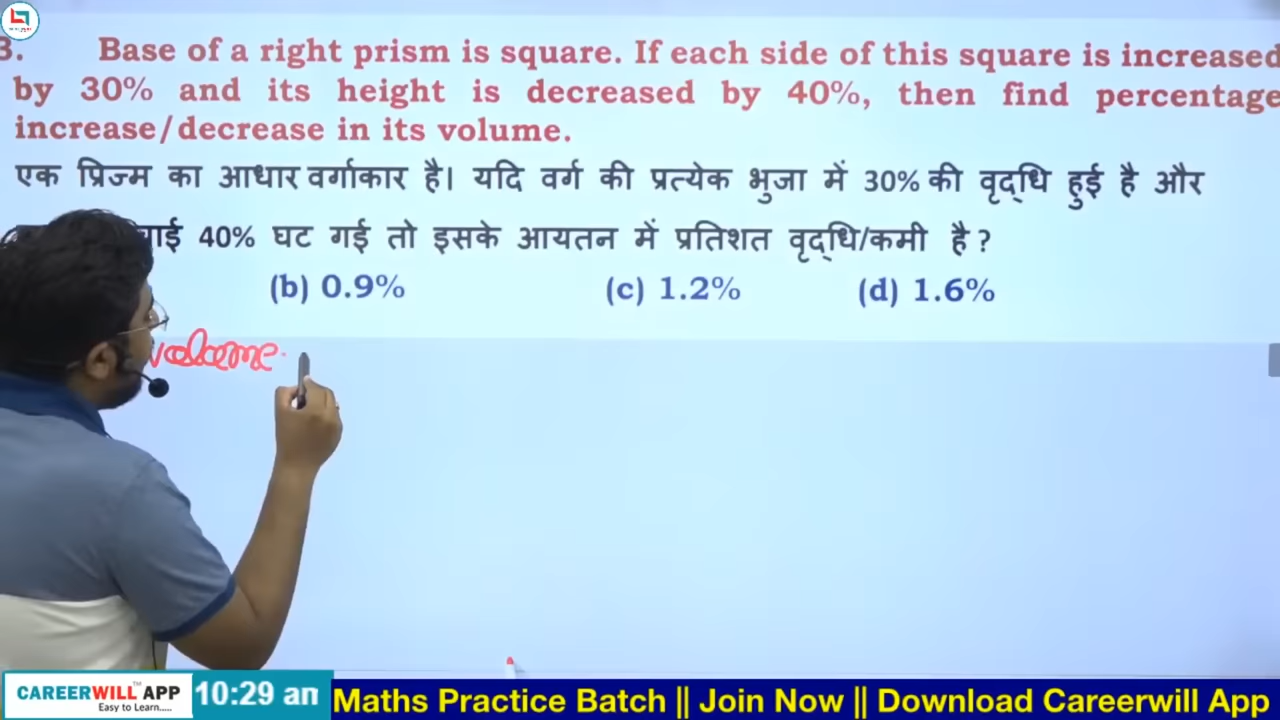 3. Base of a right prism is square. If each side of this square is increased
by 30% and its height is decreased by 40%, then find percentage
increase/decrease in its volume.
एक प्रिज्म का आधार वर्गाकार है। यदि वर्ग की प्रत्येक भुजा में 30% की वृद्धि हुई है और
40% घट गई तो इसके आयतन में प्रतिशत वृद्धि/कमी है ?
(b) 0.9% (c) 1.2% (d) 1.6%
volume
CAREERWILL APP
Easy to Learn.....
10:29 an
Maths Practice Batch || Join Now || Download Careerwill App